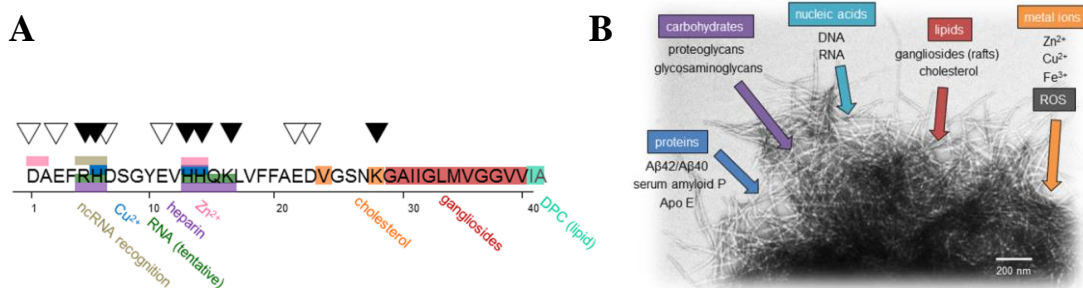 A
DAEFRHDSGYEVHHQKLVFFAEDVGSNKGAIIGLMVGGVVIA
1 10 20 30 40
ncRNA recognition
Cu²⁺
RNA (tentative)
heparin
Zn²⁺
cholesterol
gangliosides
DPC (lipid)
B
carbohydrates
proteoglycans
glycosaminoglycans
nucleic acids
DNA
RNA
lipids
gangliosides (rafts)
cholesterol
metal ions
Zn²⁺
Cu²⁺
Fe³⁺
ROS
proteins
Aβ42/Aβ40
serum amyloid P
Apo E
200 nm